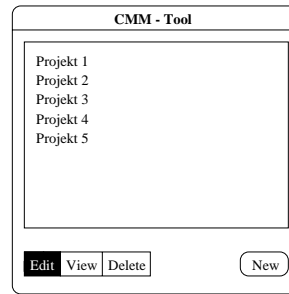 CMM - Tool
Projekt 1
Projekt 2
Projekt 3
Projekt 4
Projekt 5
Edit View Delete New